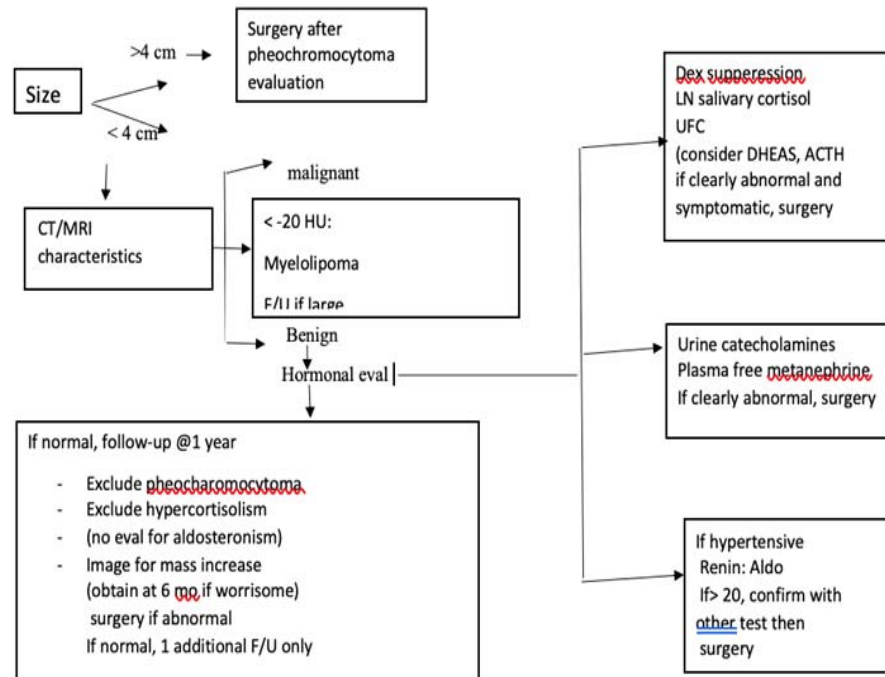 >4 cm
Surgery after
pheochromocytoma
evaluation
Size
< 4 cm
CT/MRI
characteristics
malignant
< -20 HU:
Myelolipoma
F/U if large
Benign
Hormonal eval
If normal, follow-up @1 year
- Exclude pheocharomocytoma
- Exclude hypercortisolism
- (no eval for aldosteronism)
- Image for mass increase
(obtain at 6 mo if worrisome)
surgery if abnormal
If normal, 1 additional F/U only
Dex supperession
LN salivary cortisol
UFC
(consider DHEAS, ACTH
if clearly abnormal and
symptomatic, surgery
Urine catecholamines
Plasma free metanephrine
If clearly abnormal, surgery
If hypertensive
Renin: Aldo
If> 20, confirm with
other test then
surgery